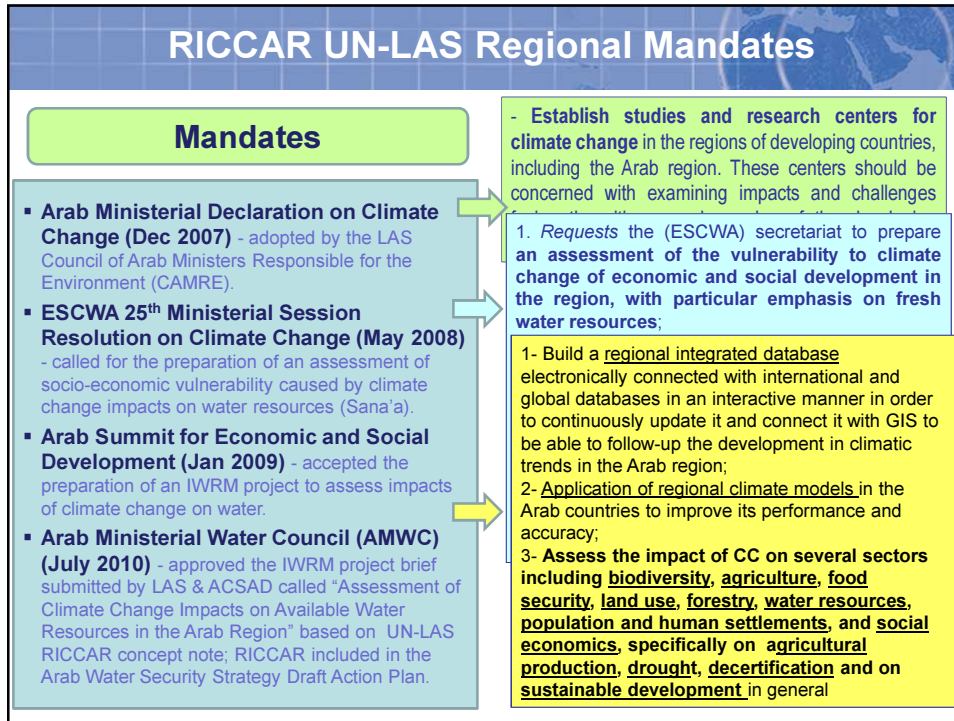 RICCAR UN-LAS Regional Mandates
Mandates
▪ Arab Ministerial Declaration on Climate
Change (Dec 2007) - adopted by the LAS
Council of Arab Ministers Responsible for the
Environment (CAMRE).
▪ ESCWA 25th Ministerial Session
Resolution on Climate Change (May 2008)
- called for the preparation of an assessment of
socio-economic vulnerability caused by climate
change impacts on water resources (Sana'a).
▪ Arab Summit for Economic and Social
Development (Jan 2009) - accepted the
preparation of an IWRM project to assess impacts
of climate change on water.
▪ Arab Ministerial Water Council (AMWC)
(July 2010) - approved the IWRM project brief
submitted by LAS & ACSAD called “Assessment of
Climate Change Impacts on Available Water
Resources in the Arab Region” based on UN-LAS
RICCAR concept note; RICCAR included in the
Arab Water Security Strategy Draft Action Plan.
- Establish studies and research centers for
climate change in the regions of developing countries,
including the Arab region. These centers should be
concerned with examining impacts and challenges
1. Requests the (ESCWA) secretariat to prepare
an assessment of the vulnerability to climate
change of economic and social development in
the region, with particular emphasis on fresh
water resources;
1- Build a regional integrated database
electronically connected with international and
global databases in an interactive manner in order
to continuously update it and connect it with GIS to
be able to follow-up the development in climatic
trends in the Arab region;
2- Application of regional climate models in the
Arab countries to improve its performance and
accuracy;
3- Assess the impact of CC on several sectors
including biodiversity, agriculture, food
security, land use, forestry, water resources,
population and human settlements, and social
economics, specifically on agricultural
production, drought, decertification and on
sustainable development in general